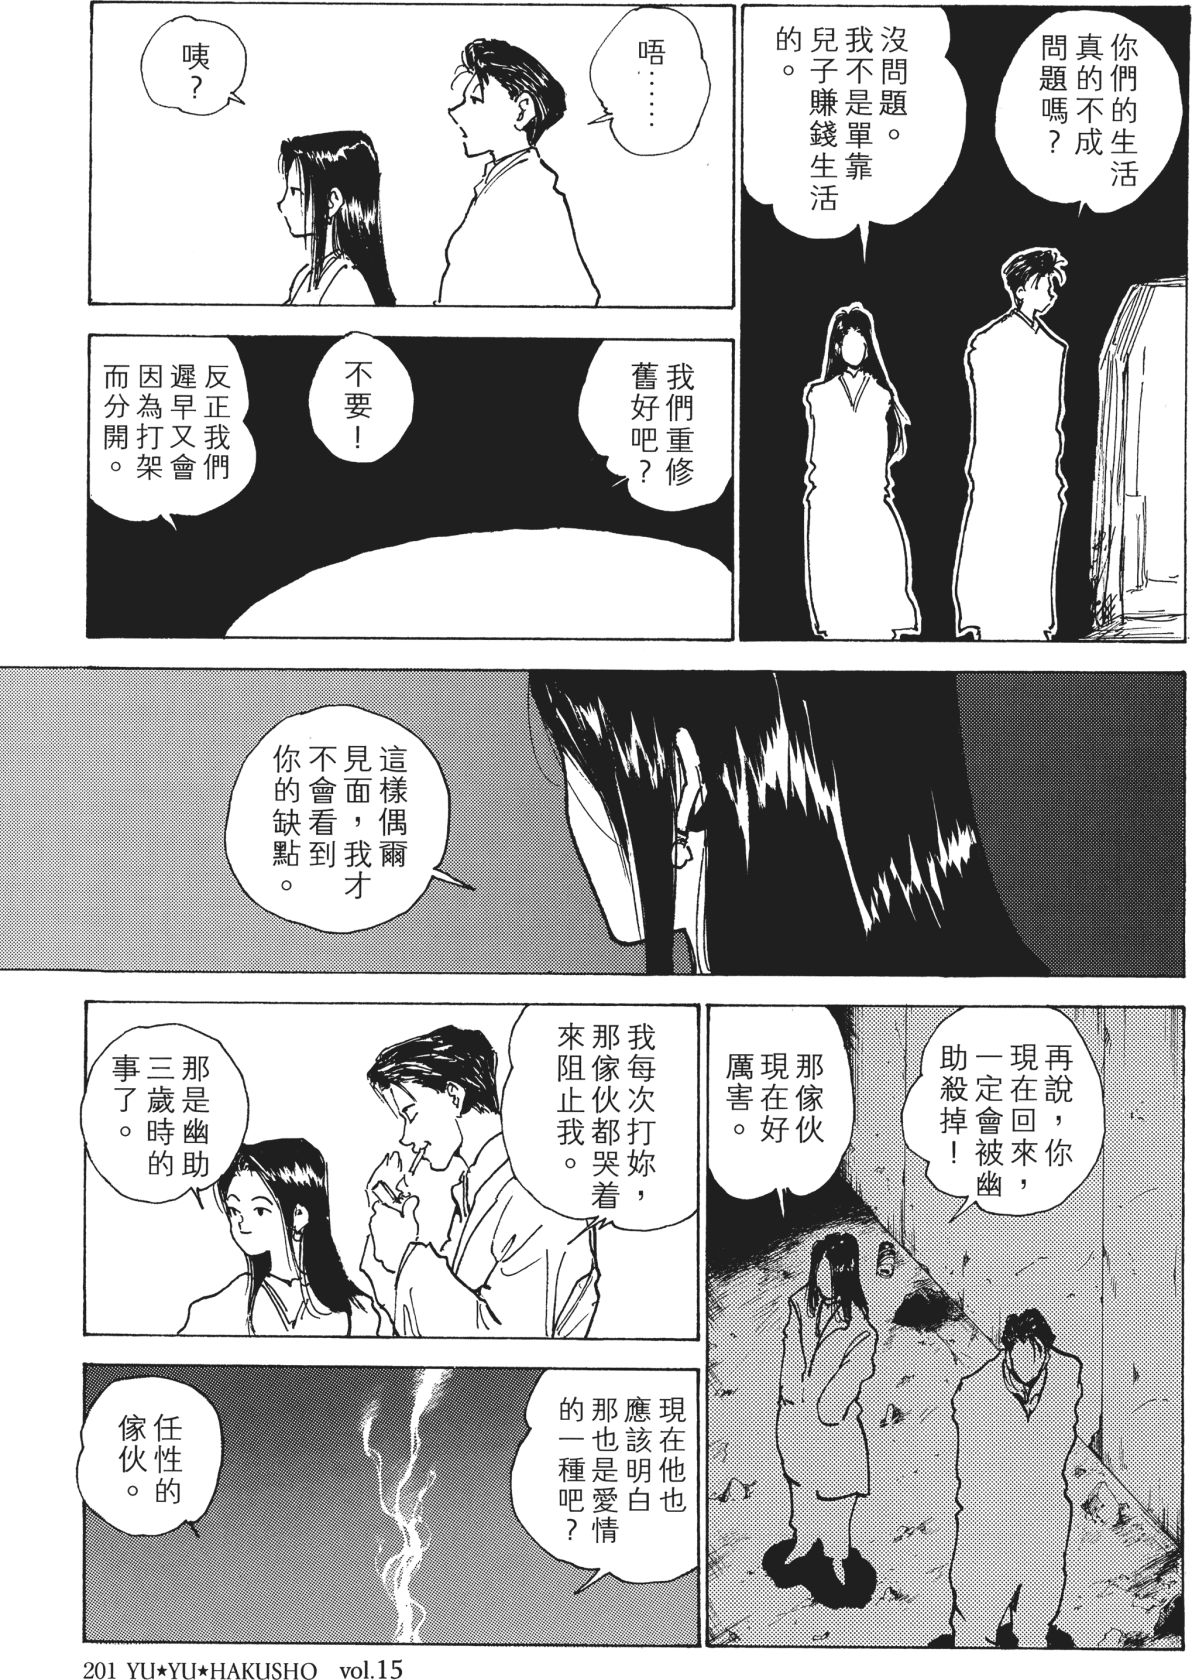 你們的生活
真的不成
問題嗎？
沒問題。
我不是單靠
兒子賺錢生活
的。
唔……
咦？
我們重修
舊好吧？
不要！
反正我們
遲早又會
因為打架
而分開。
這樣偶爾
見面，我才
不會看到
你的缺點。
再說，你
現在回來，
一定會被幽
助殺掉！
那傢伙
現在好
厲害。
我每次打妳，
那傢伙都哭着
來阻止我。
那是幽助
三歲時的
事了。
現在他也
應該明白
那也是愛情
的一種吧？
任性的
傢伙。
201 YU★YU★HAKUSHO vol.15